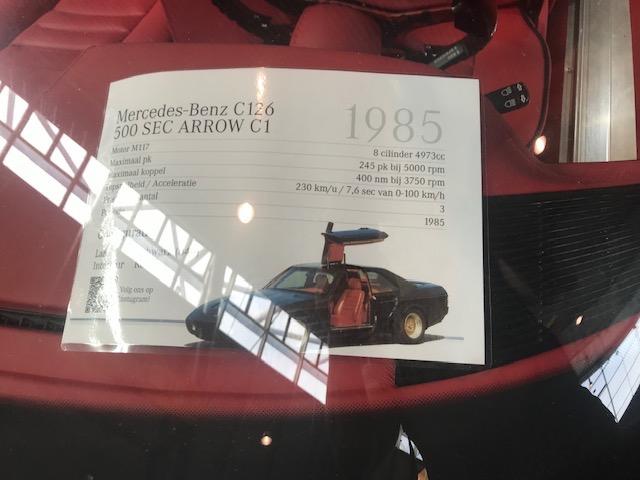 Mercedes-Benz C126
500 SEC ARROW C1
1985
Motor M117 8 cilinder 4973cc
Maximaal pk 245 pk bij 5000 rpm
Maximaal koppel 400 nm bij 3750 rpm
/ Acceleratie 230 km/u / 7,6 sec van 0-100 km/h
3
1985
Volg ons op
Instagram!